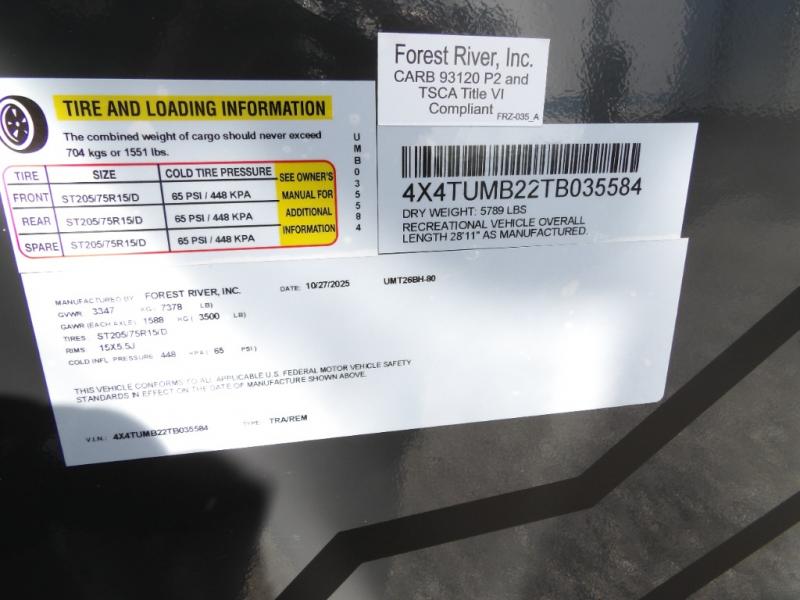 Forest River, Inc.
CARB 93120 P2 and
TSCA Title VI
Compliant
FRZ-035_A
TIRE AND LOADING INFORMATION
The combined weight of cargo should never exceed
704 kgs or 1551 lbs.
TIRE SIZE COLD TIRE PRESSURE
FRONT ST205/75R15/D 65 PSI / 448 KPA
REAR ST205/75R15/D 65 PSI / 448 KPA
SPARE ST205/75R15/D 65 PSI / 448 KPA
SEE OWNER'S
MANUAL FOR
ADDITIONAL
INFORMATION
UMB035584
4X4TUMB22TB035584
DRY WEIGHT: 5789 LBS
RECREATIONAL VEHICLE OVERALL
LENGTH 28'11" AS MANUFACTURED.
MANUFACTURED BY FOREST RIVER, INC. DATE: 10/27/2025 UMT26BH-80
GVWR 3347 KG: 7378 LB)
GAWR (EACH AXLE) 1588 KG ( 3500 LB)
TIRES ST205/75R15/D
RIMS 15X5.5J
COLD INFL PRESSURE 448 KPA ( 65 PSI)
THIS VEHICLE CONFORMS TO ALL APPLICABLE U.S. FEDERAL MOTOR VEHICLE SAFETY
STANDARDS IN EFFECT ON THE DATE OF MANUFACTURE SHOWN ABOVE.
V.I.N.: 4X4TUMB22TB035584 TYPE: TRA/REM